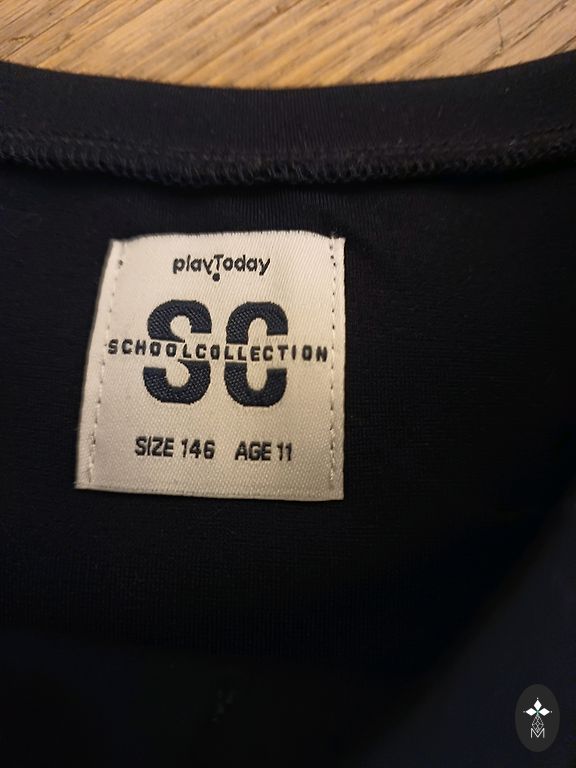 playToday
SC
SCHOOLCOLLECTION
SIZE 146 AGE 11
M